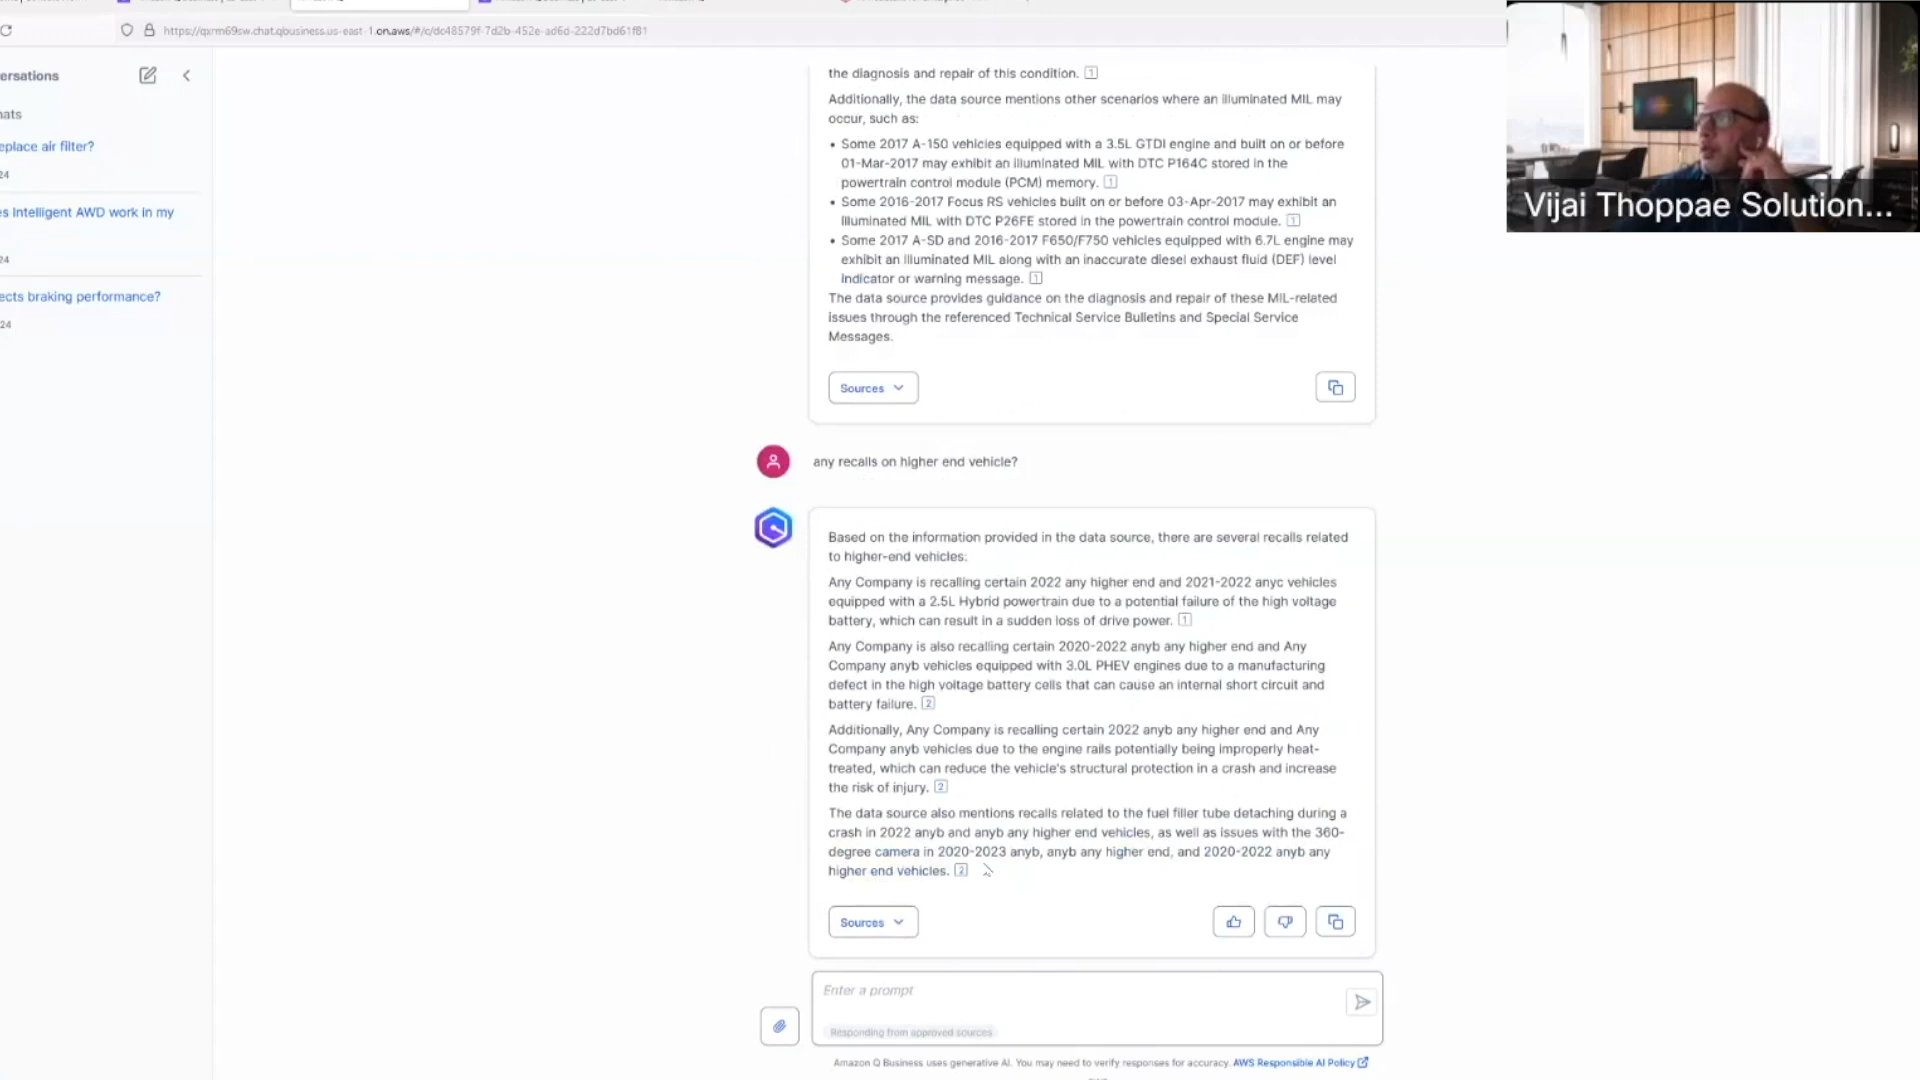 https://qxrm69sw.chat.qbusiness.us-east-1.on.aws/#/c/dc48579f-7d2b-452e-ad6d-222d7bd61f81
ersations
hats
eplace air filter?
24
es Intelligent AWD work in my
24
ects braking performance?
24
the diagnosis and repair of this condition. 1
Additionally, the data source mentions other scenarios where an illuminated MIL may
occur, such as:
• Some 2017 A-150 vehicles equipped with a 3.5L GTDI engine and built on or before
01-Mar-2017 may exhibit an illuminated MIL with DTC P164C stored in the
powertrain control module (PCM) memory. 1
• Some 2016-2017 Focus RS vehicles built on or before 03-Apr-2017 may exhibit an
illuminated MIL with DTC P26FE stored in the powertrain control module. 1
• Some 2017 A-SD and 2016-2017 F650/F750 vehicles equipped with 6.7L engine may
exhibit an illuminated MIL along with an inaccurate diesel exhaust fluid (DEF) level
indicator or warning message. 1
The data source provides guidance on the diagnosis and repair of these MIL-related
issues through the referenced Technical Service Bulletins and Special Service
Messages.
Sources
any recalls on higher end vehicle?
Based on the information provided in the data source, there are several recalls related
to higher-end vehicles.
Any Company is recalling certain 2022 any higher end and 2021-2022 anyc vehicles
equipped with a 2.5L Hybrid powertrain due to a potential failure of the high voltage
battery, which can result in a sudden loss of drive power. 1
Any Company is also recalling certain 2020-2022 anyb any higher end and Any
Company anyb vehicles equipped with 3.0L PHEV engines due to a manufacturing
defect in the high voltage battery cells that can cause an internal short circuit and
battery failure. 2
Additionally, Any Company is recalling certain 2022 anyb any higher end and Any
Company anyb vehicles due to the engine rails potentially being improperly heat-
treated, which can reduce the vehicle's structural protection in a crash and increase
the risk of injury. 2
The data source also mentions recalls related to the fuel filler tube detaching during a
crash in 2022 anyb and anyb any higher end vehicles, as well as issues with the 360-
degree camera in 2020-2023 anyb, anyb any higher end, and 2020-2022 anyb any
higher end vehicles. 2
Sources
Enter a prompt
Responding from approved sources
Amazon Q Business uses generative AI. You may need to verify responses for accuracy. AWS Responsible AI Policy
Vijai Thoppae Solution...